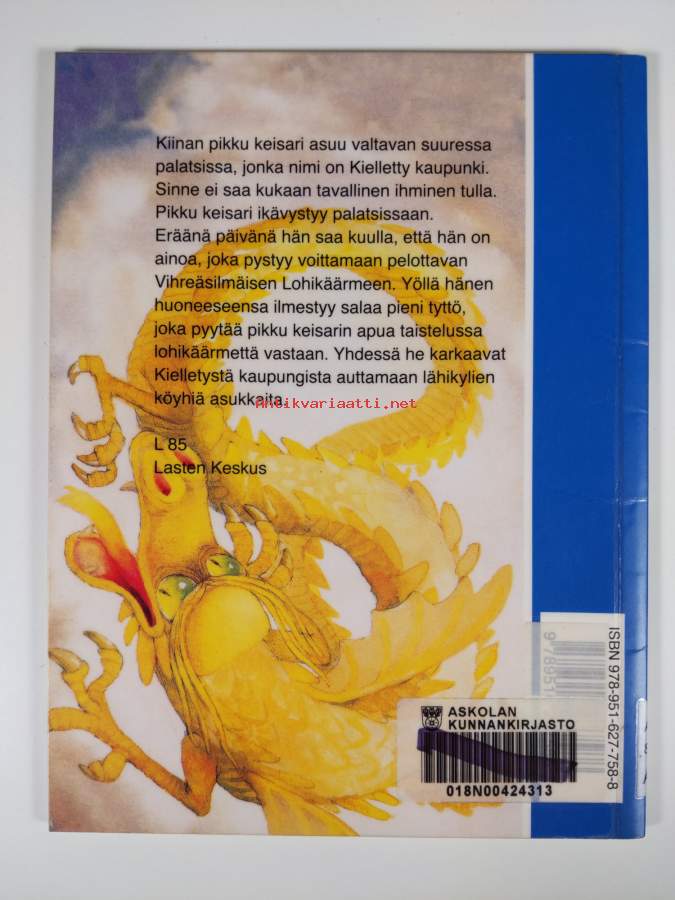 Kiinan pikku keisari asuu valtavan suuressa
palatsissa, jonka nimi on Kielletty kaupunki.
Sinne ei saa kukaan tavallinen ihminen tulla.
Pikku keisari ikävystyy palatsissaan.
Eräänä päivänä hän saa kuulla, että hän on
ainoa, joka pystyy voittamaan pelottavan
Vihreäsilmäisen Lohikäärmeen. Yöllä hänen
huoneeseensa ilmestyy salaa pieni tyttö,
joka pyytää pikku keisarin apua taistelussa
lohikäärmettä vastaan. Yhdessä he karkaavat
Kielletystä kaupungista auttamaan lähikylien
köyhiä asukkaita.
Antikvariaatti.net
L 85
Lasten Keskus
ISBN 978-951-627-758-8
ASKOLAN
KUNNANKIRJASTO
018N00424313